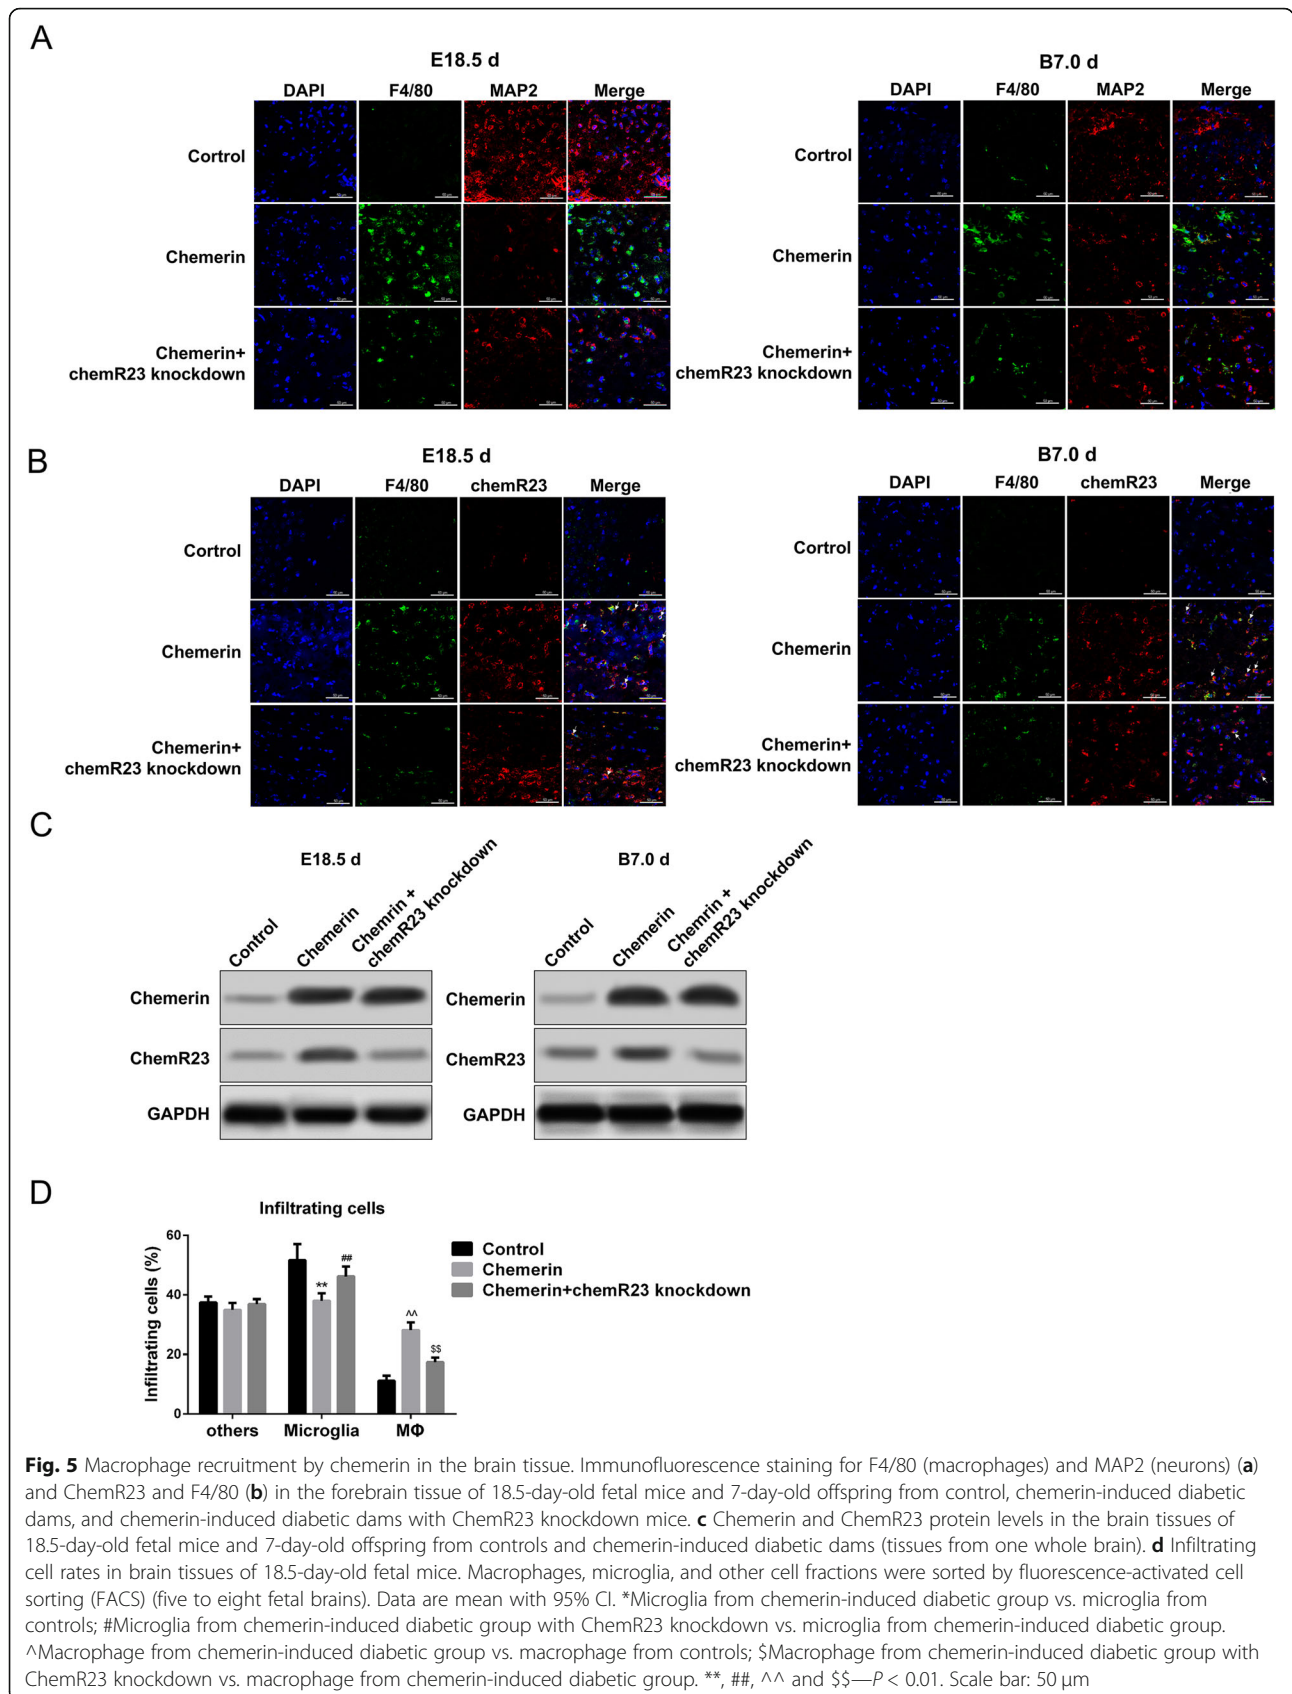 A
E18.5 d
B7.0 d
DAPI F4/80 MAP2 Merge
DAPI F4/80 MAP2 Merge
Cortrol
Cortrol
Chemerin
Chemerin
Chemerin+
chemR23 knockdown
Chemerin+
chemR23 knockdown
B
E18.5 d
B7.0 d
DAPI F4/80 chemR23 Merge
DAPI F4/80 chemR23 Merge
Cortrol
Cortrol
Chemerin
Chemerin
Chemerin+
chemR23 knockdown
Chemerin+
chemR23 knockdown
C
E18.5 d
B7.0 d
Control
Chemerin
Chemrin +
chemR23 knockdown
Control
Chemerin
Chemrin +
chemR23 knockdown
Chemerin
ChemR23
GAPDH
Chemerin
ChemR23
GAPDH
D
Infiltrating cells
Infiltrating cells (%)
60
40
20
0
** ## ^^ $$
others Microglia MΦ
Control
Chemerin
Chemerin+chemR23 knockdown
Fig. 5 Macrophage recruitment by chemerin in the brain tissue. Immunofluorescence staining for F4/80 (macrophages) and MAP2 (neurons) (a)
and ChemR23 and F4/80 (b) in the forebrain tissue of 18.5-day-old fetal mice and 7-day-old offspring from control, chemerin-induced diabetic
dams, and chemerin-induced diabetic dams with ChemR23 knockdown mice. c Chemerin and ChemR23 protein levels in the brain tissues of
18.5-day-old fetal mice and 7-day-old offspring from controls and chemerin-induced diabetic dams (tissues from one whole brain). d Infiltrating
cell rates in brain tissues of 18.5-day-old fetal mice. Macrophages, microglia, and other cell fractions were sorted by fluorescence-activated cell
sorting (FACS) (five to eight fetal brains). Data are mean with 95% CI. *Microglia from chemerin-induced diabetic group vs. microglia from
controls; #Microglia from chemerin-induced diabetic group with ChemR23 knockdown vs. microglia from chemerin-induced diabetic group.
^Macrophage from chemerin-induced diabetic group vs. macrophage from controls; $Macrophage from chemerin-induced diabetic group with
ChemR23 knockdown vs. macrophage from chemerin-induced diabetic group. **, ##, ^^ and $$—P < 0.01. Scale bar: 50 μm